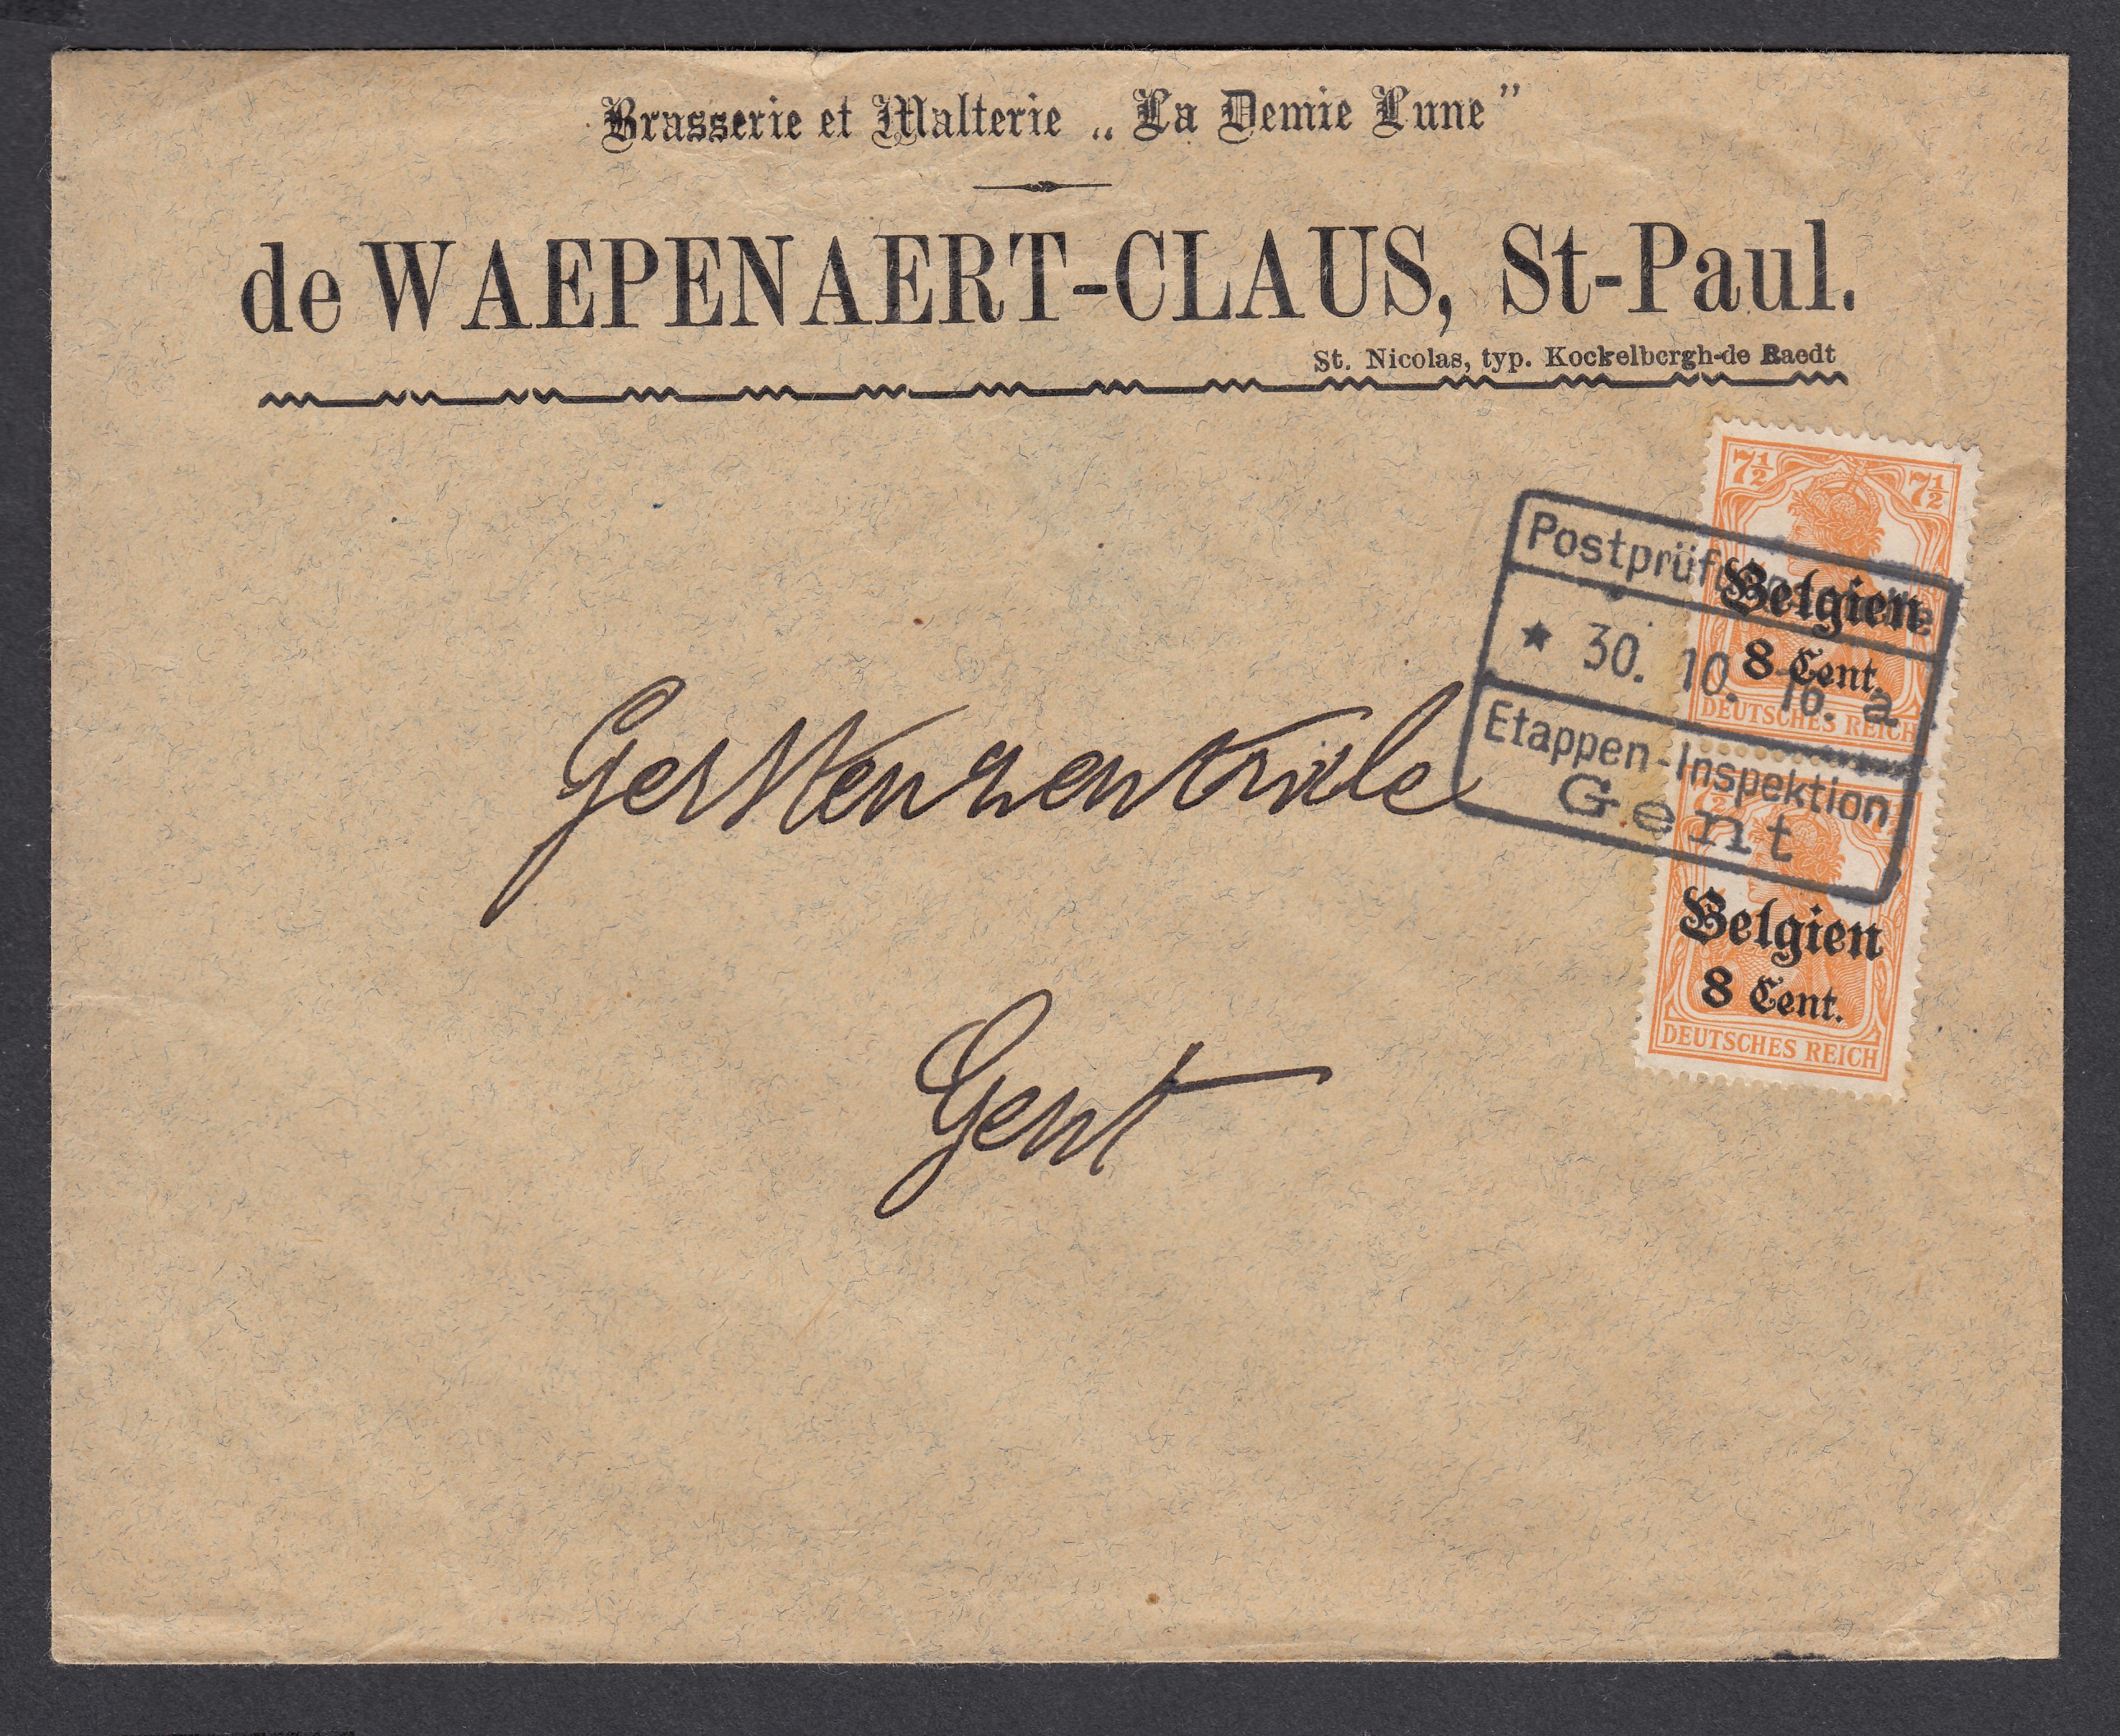 Brasserie et Malterie „La Demie Lune”
de WAEPENAERT-CLAUS, St-Paul.
St. Nicolas, typ. Kockelbergh-de Raedt
7½ 7½
Belgien
8 Cent.
DEUTSCHES REICH
* 30. 10. 16. a
Etappen-Inspektion
Gent
Belgien
8 Cent.
DEUTSCHES REICH
Gerstenzentrale
Gent